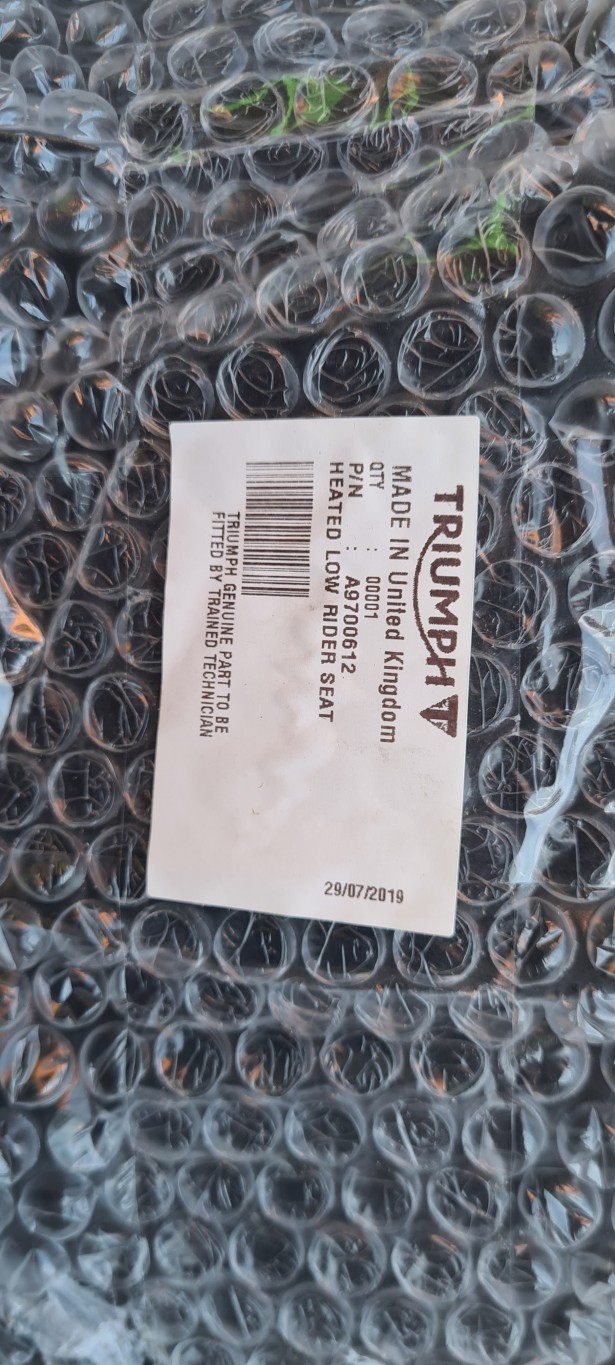 TRIUMPH
MADE IN United Kingdom
QTY : 00001
P/N : A9700612
HEATED LOW RIDER SEAT
TRIUMPH GENUINE PART TO BE
FITTED BY TRAINED TECHNICIAN
29/07/2019